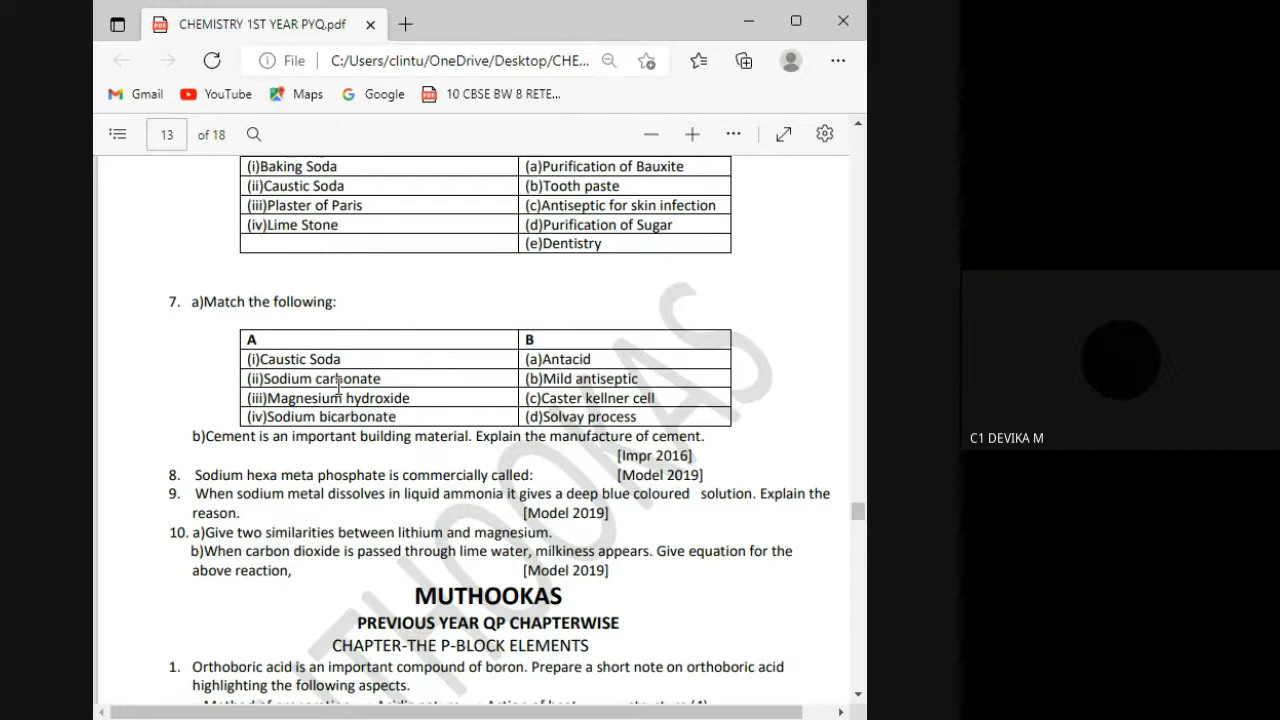 CHEMISTRY 1ST YEAR PYQ.pdf
File C:/Users/clintu/OneDrive/Desktop/CHE...
Gmail YouTube Maps Google 10 CBSE BW 8 RETE...
13 of 18
(i)Baking Soda (a)Purification of Bauxite
(ii)Caustic Soda (b)Tooth paste
(iii)Plaster of Paris (c)Antiseptic for skin infection
(iv)Lime Stone (d)Purification of Sugar
(e)Dentistry
7. a)Match the following:
A B
(i)Caustic Soda (a)Antacid
(ii)Sodium carbonate (b)Mild antiseptic
(iii)Magnesium hydroxide (c)Caster kellner cell
(iv)Sodium bicarbonate (d)Solvay process
b)Cement is an important building material. Explain the manufacture of cement.
[Impr 2016]
8. Sodium hexa meta phosphate is commercially called: [Model 2019]
9. When sodium metal dissolves in liquid ammonia it gives a deep blue coloured solution. Explain the
reason. [Model 2019]
10. a)Give two similarities between lithium and magnesium.
b)When carbon dioxide is passed through lime water, milkiness appears. Give equation for the
above reaction, [Model 2019]
MUTHOOKAS
PREVIOUS YEAR QP CHAPTERWISE
CHAPTER-THE P-BLOCK ELEMENTS
1. Orthoboric acid is an important compound of boron. Prepare a short note on orthoboric acid
highlighting the following aspects.
THOOKAS
C1 DEVIKA M